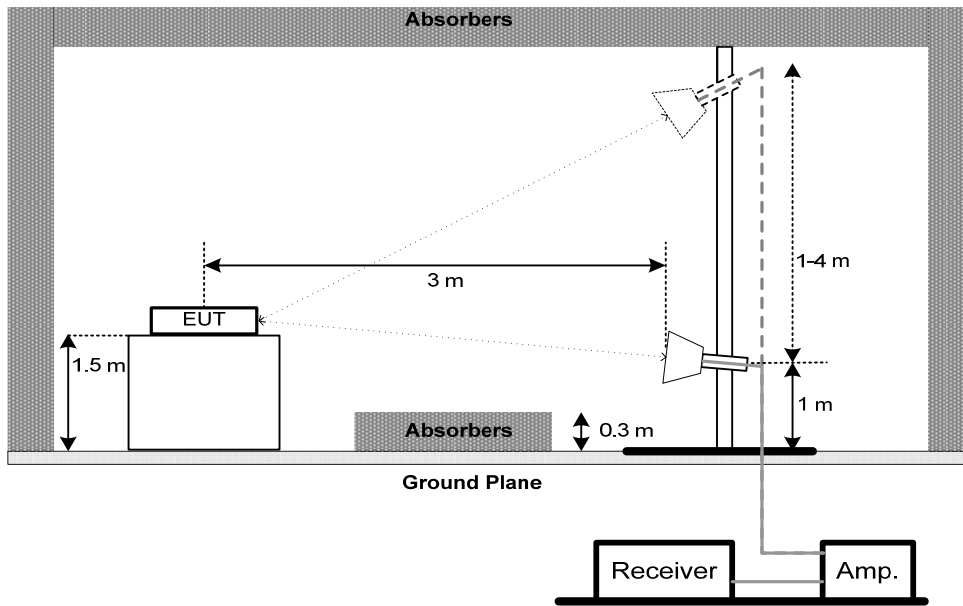 Absorbers
1-4 m
3 m
EUT
1.5 m
1 m
Absorbers
0.3 m
Ground Plane
Receiver
Amp.